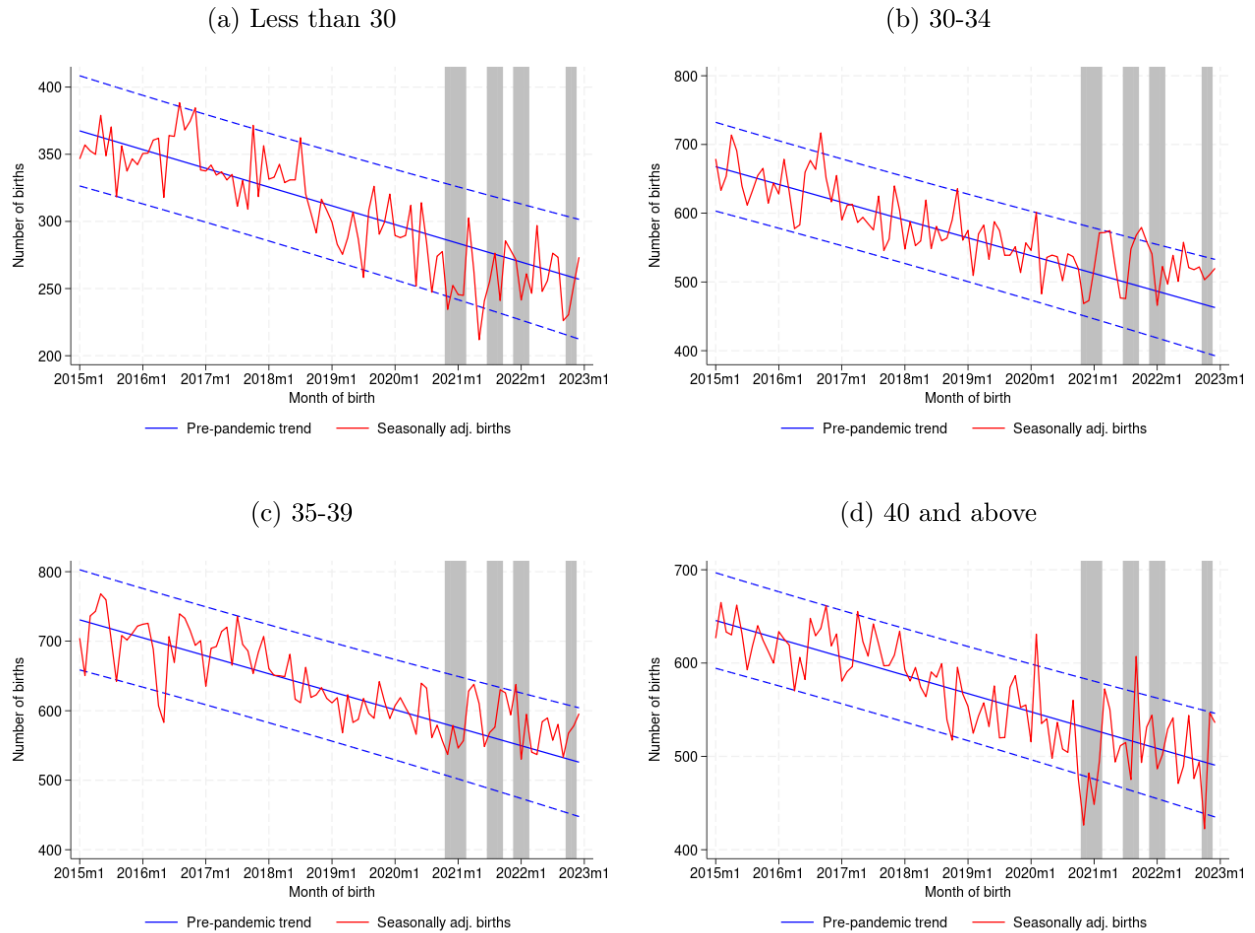 (a) Less than 30
400
350
300
250
200
Number of births
2015m1 2016m1 2017m1 2018m1 2019m1 2020m1 2021m1 2022m1 2023m1
Month of birth
Pre-pandemic trend Seasonally adj. births
(b) 30-34
800
700
600
500
400
Number of births
2015m1 2016m1 2017m1 2018m1 2019m1 2020m1 2021m1 2022m1 2023m1
Month of birth
Pre-pandemic trend Seasonally adj. births
(c) 35-39
800
700
600
500
400
Number of births
2015m1 2016m1 2017m1 2018m1 2019m1 2020m1 2021m1 2022m1 2023m1
Month of birth
Pre-pandemic trend Seasonally adj. births
(d) 40 and above
700
600
500
400
Number of births
2015m1 2016m1 2017m1 2018m1 2019m1 2020m1 2021m1 2022m1 2023m1
Month of birth
Pre-pandemic trend Seasonally adj. births